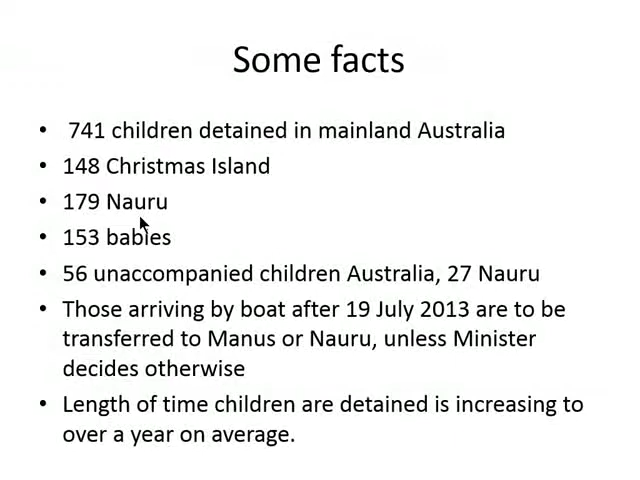 Some facts
• 741 children detained in mainland Australia
• 148 Christmas Island
• 179 Nauru
• 153 babies
• 56 unaccompanied children Australia, 27 Nauru
• Those arriving by boat after 19 July 2013 are to be
transferred to Manus or Nauru, unless Minister
decides otherwise
• Length of time children are detained is increasing to
over a year on average.